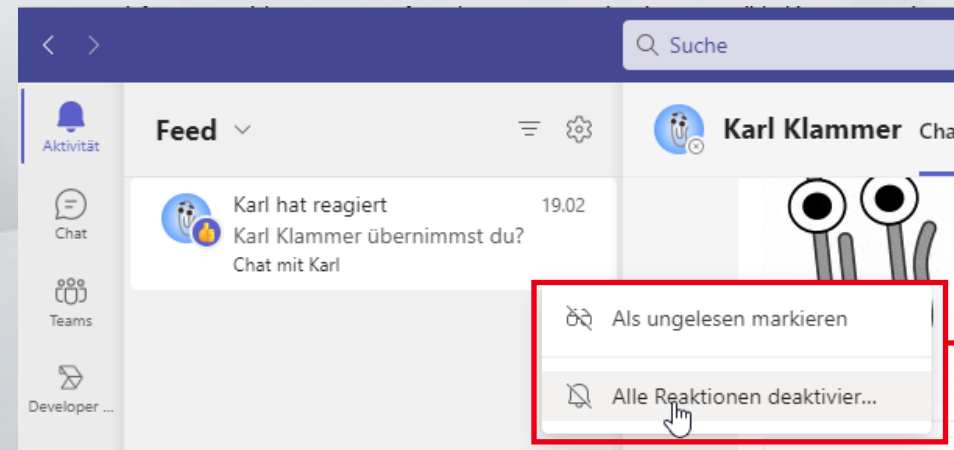 Suche
Aktivität
Feed
Karl Klammer Cha
Chat
Karl hat reagiert 19.02
Karl Klammer übernimmst du?
Chat mit Karl
Teams
Als ungelesen markieren
Developer ...
Alle Reaktionen deaktivier...